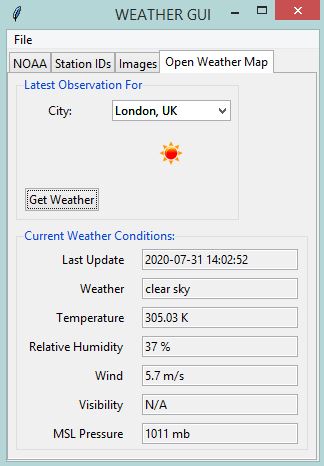 WEATHER GUI
File
NOAA Station IDs Images Open Weather Map
Latest Observation For
City: London, UK
Get Weather
Current Weather Conditions:
Last Update 2020-07-31 14:02:52
Weather clear sky
Temperature 305.03 K
Relative Humidity 37 %
Wind 5.7 m/s
Visibility N/A
MSL Pressure 1011 mb